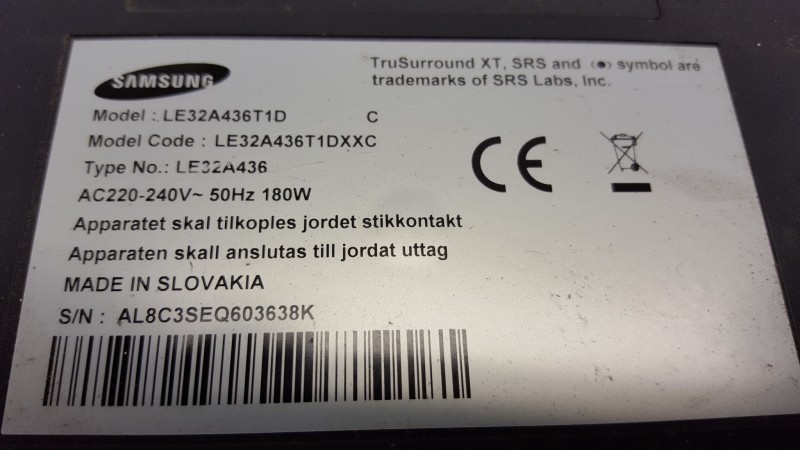 SAMSUNG
TruSurround XT, SRS and (●) symbol are
trademarks of SRS Labs, Inc.
Model : LE32A436T1D C
Model Code : LE32A436T1DXXC
Type No.: LE32A436
AC220-240V~ 50Hz 180W
Apparatet skal tilkoples jordet stikkontakt
Apparaten skall anslutas till jordat uttag
MADE IN SLOVAKIA
S/N : AL8C3SEQ603638K
CE